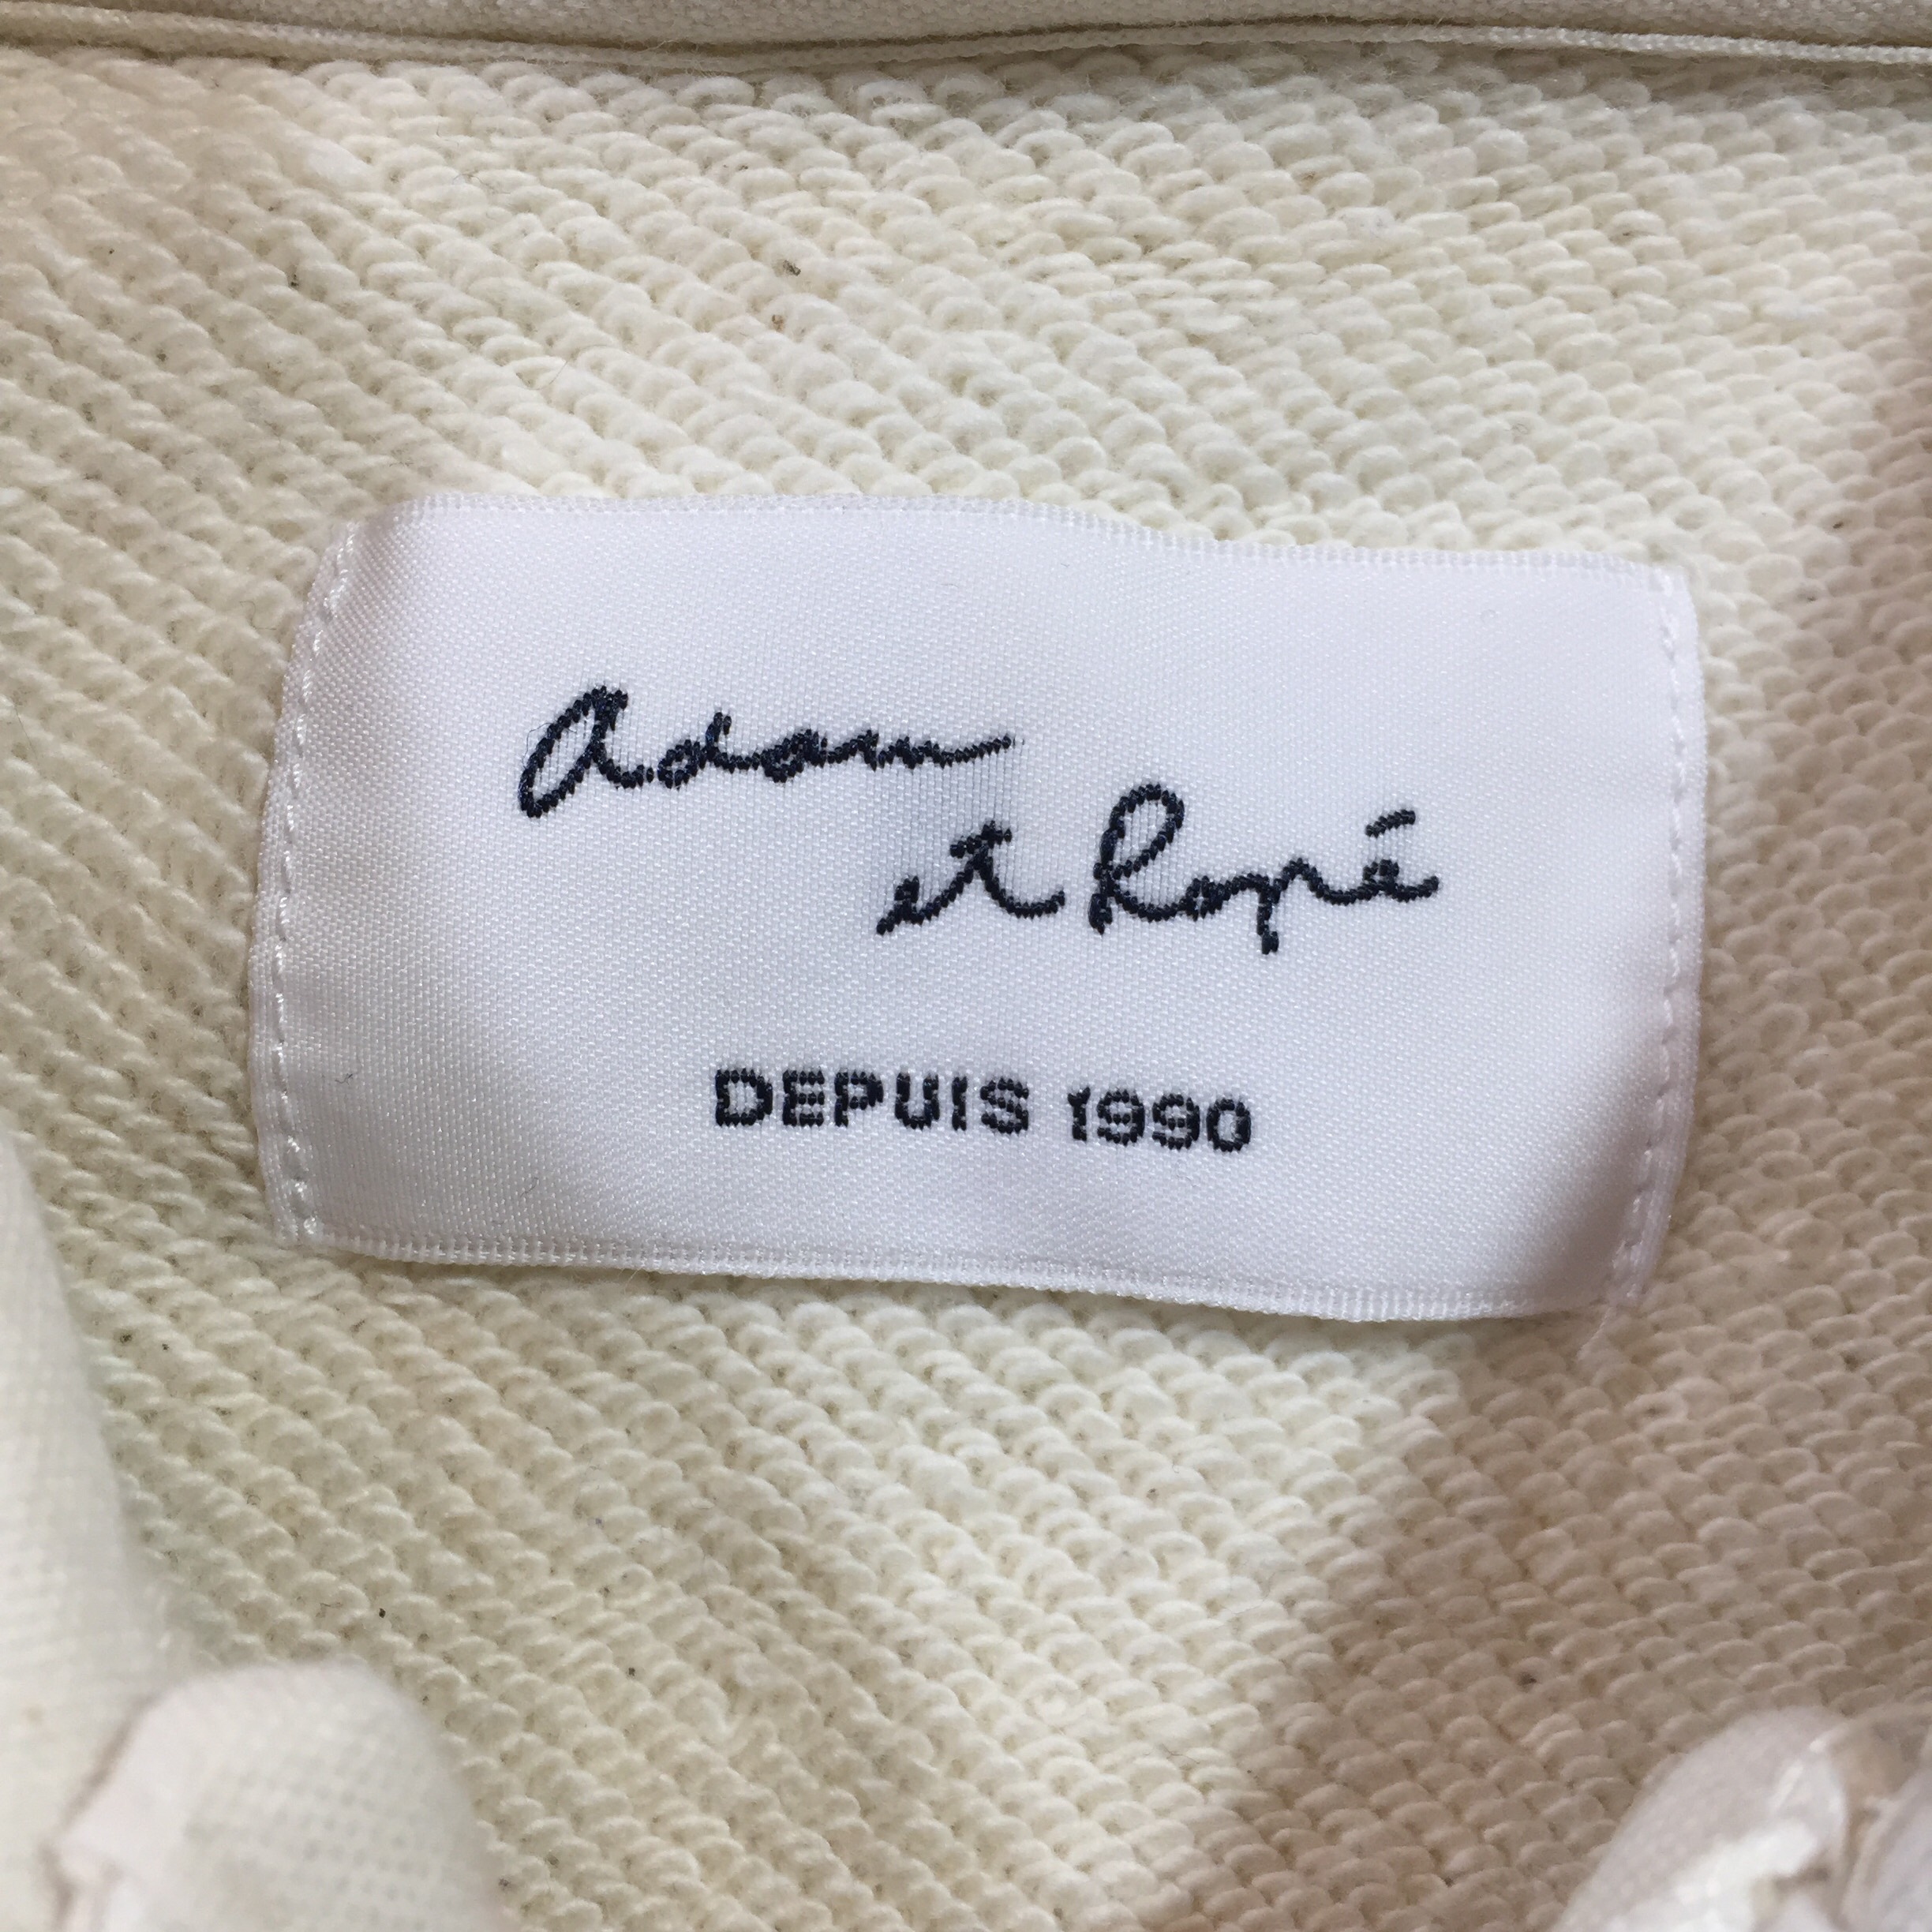 Adam
et Ropé
DEPUIS 1990